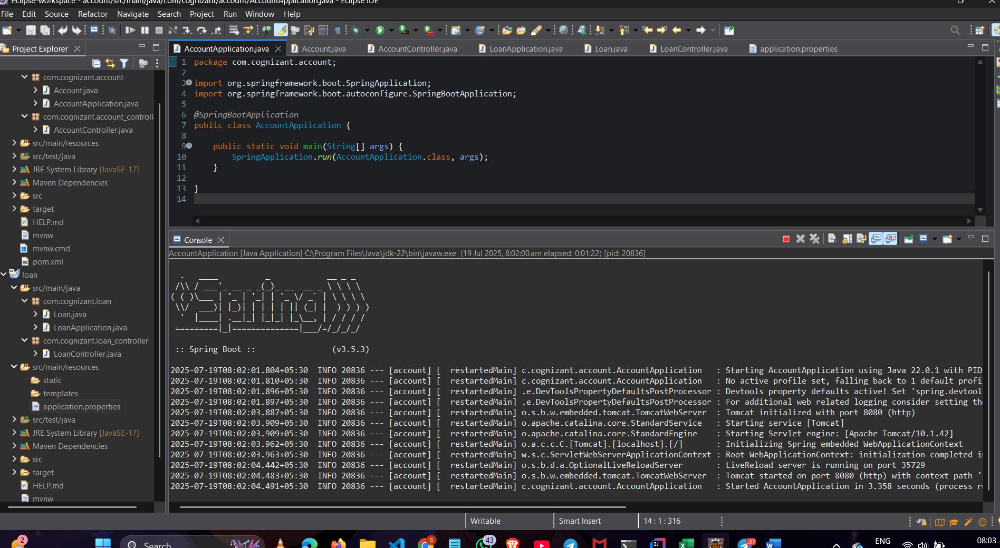 eclipse-workspace - account/src/main/java/com/cognizant/account/AccountApplication.java - Eclipse IDE
File Edit Source Refactor Navigate Search Project Run Window Help
Project Explorer
com.cognizant.account
Account.java
AccountApplication.java
com.cognizant.account_controll
AccountController.java
src/main/resources
src/test/java
JRE System Library [JavaSE-17]
Maven Dependencies
src
target
HELP.md
mvnw
mvnw.cmd
pom.xml
loan
src/main/java
com.cognizant.loan
Loan.java
LoanApplication.java
com.cognizant.loan_controller
LoanController.java
src/main/resources
static
templates
application.properties
src/test/java
JRE System Library [JavaSE-17]
Maven Dependencies
src
target
HELP.md
mvnw
AccountApplication.java Account.java AccountController.java LoanApplication.java Loan.java LoanController.java application.properties
1 package com.cognizant.account;
2
3 import org.springframework.boot.SpringApplication;
4 import org.springframework.boot.autoconfigure.SpringBootApplication;
5
6 @SpringBootApplication
7 public class AccountApplication {
8
9 public static void main(String[] args) {
10 SpringApplication.run(AccountApplication.class, args);
11 }
12
13 }
14
Console
AccountApplication [Java Application] C:\Program Files\Java\jdk-22\bin\javaw.exe (19 Jul 2025, 8:02:00 am elapsed: 0:01:22) [pid: 20836]
Spring
:: Spring Boot :: (v3.5.3)
2025-07-19T08:02:01.804+05:30 INFO 20836 --- [account] [ restartedMain] c.cognizant.account.AccountApplication : Starting AccountApplication using Java 22.0.1 with PID
2025-07-19T08:02:01.810+05:30 INFO 20836 --- [account] [ restartedMain] c.cognizant.account.AccountApplication : No active profile set, falling back to 1 default profi
2025-07-19T08:02:01.896+05:30 INFO 20836 --- [account] [ restartedMain] .e.DevToolsPropertyDefaultsPostProcessor : Devtools property defaults active! Set 'spring.devtool
2025-07-19T08:02:01.897+05:30 INFO 20836 --- [account] [ restartedMain] .e.DevToolsPropertyDefaultsPostProcessor : For additional web related logging consider setting the
2025-07-19T08:02:03.887+05:30 INFO 20836 --- [account] [ restartedMain] o.s.b.w.embedded.tomcat.TomcatWebServer : Tomcat initialized with port 8080 (http)
2025-07-19T08:02:03.909+05:30 INFO 20836 --- [account] [ restartedMain] o.apache.catalina.core.StandardService : Starting service [Tomcat]
2025-07-19T08:02:03.909+05:30 INFO 20836 --- [account] [ restartedMain] o.apache.catalina.core.StandardEngine : Starting Servlet engine: [Apache Tomcat/10.1.42]
2025-07-19T08:02:03.962+05:30 INFO 20836 --- [account] [ restartedMain] o.a.c.c.C.[Tomcat].[localhost].[/] : Initializing Spring embedded WebApplicationContext
2025-07-19T08:02:03.963+05:30 INFO 20836 --- [account] [ restartedMain] w.s.c.ServletWebServerApplicationContext : Root WebApplicationContext: initialization completed i
2025-07-19T08:02:04.442+05:30 INFO 20836 --- [account] [ restartedMain] o.s.b.d.a.OptionalLiveReloadServer : LiveReload server is running on port 35729
2025-07-19T08:02:04.483+05:30 INFO 20836 --- [account] [ restartedMain] o.s.b.w.embedded.tomcat.TomcatWebServer : Tomcat started on port 8080 (http) with context path '
2025-07-19T08:02:04.491+05:30 INFO 20836 --- [account] [ restartedMain] c.cognizant.account.AccountApplication : Started AccountApplication in 3.358 seconds (process r
Writable Smart Insert 14 : 1 : 316
2 Search S 43 .87 ENG 08:03